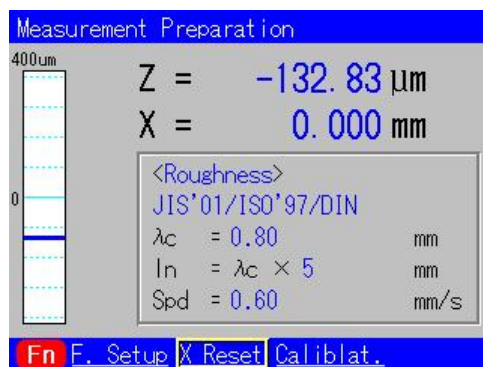 Measurement Preparation
400um
Z = -132.83 μm
X = 0.000 mm
0
<Roughness>
JIS'01/ISO'97/DIN
λc = 0.80 mm
ln = λc × 5 mm
Spd = 0.60 mm/s
Fn F. Setup X Reset Caliblat.